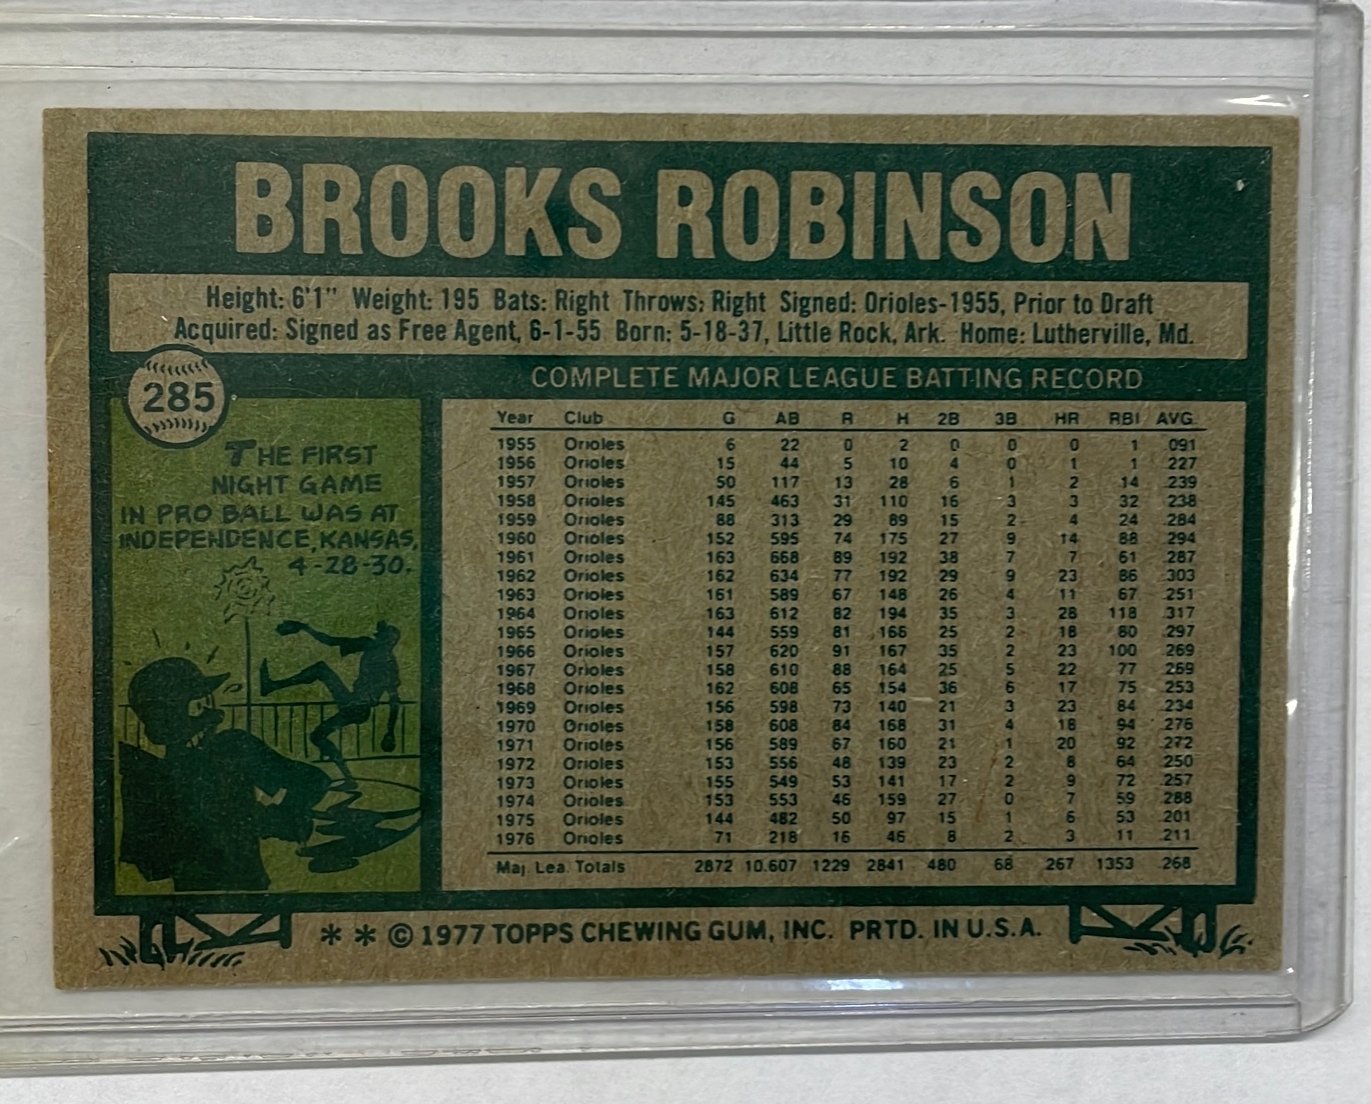 BROOKS ROBINSON
Height: 6'1" Weight: 195 Bats: Right Throws: Right Signed: Orioles-1955, Prior to Draft
Acquired: Signed as Free Agent, 6-1-55 Born: 5-18-37, Little Rock, Ark. Home: Lutherville, Md.
285
THE FIRST
NIGHT GAME
IN PRO BALL WAS AT
INDEPENDENCE, KANSAS,
4-28-30.
COMPLETE MAJOR LEAGUE BATTING RECORD
Year Club G AB R H 2B 3B HR RBI AVG.
1955 Orioles 6 22 0 2 0 0 0 1 .091
1956 Orioles 15 44 5 10 4 0 1 1 .227
1957 Orioles 50 117 13 28 6 1 2 14 .239
1958 Orioles 145 463 31 110 16 3 3 32 .238
1959 Orioles 88 313 29 89 15 2 4 24 .284
1960 Orioles 152 595 74 175 27 9 14 88 .294
1961 Orioles 163 668 89 192 38 7 7 61 .287
1962 Orioles 162 634 77 192 29 9 23 86 .303
1963 Orioles 161 589 67 148 26 4 11 67 .251
1964 Orioles 163 612 82 194 35 3 28 118 .317
1965 Orioles 144 559 81 166 25 2 18 80 .297
1966 Orioles 157 620 91 167 35 2 23 100 .269
1967 Orioles 158 610 88 164 25 5 22 77 .269
1968 Orioles 162 608 65 154 36 6 17 75 .253
1969 Orioles 156 598 73 140 21 3 23 84 .234
1970 Orioles 158 608 84 168 31 4 18 94 .276
1971 Orioles 156 589 67 160 21 1 20 92 .272
1972 Orioles 153 556 48 139 23 2 8 64 .250
1973 Orioles 155 549 53 141 17 2 9 72 .257
1974 Orioles 153 553 46 159 27 0 7 59 .288
1975 Orioles 144 482 50 97 15 1 6 53 .201
1976 Orioles 71 218 16 46 8 2 3 11 .211
Maj. Lea. Totals 2872 10,607 1229 2841 480 68 267 1353 .268
* * © 1977 TOPPS CHEWING GUM, INC. PRTD. IN U.S.A.